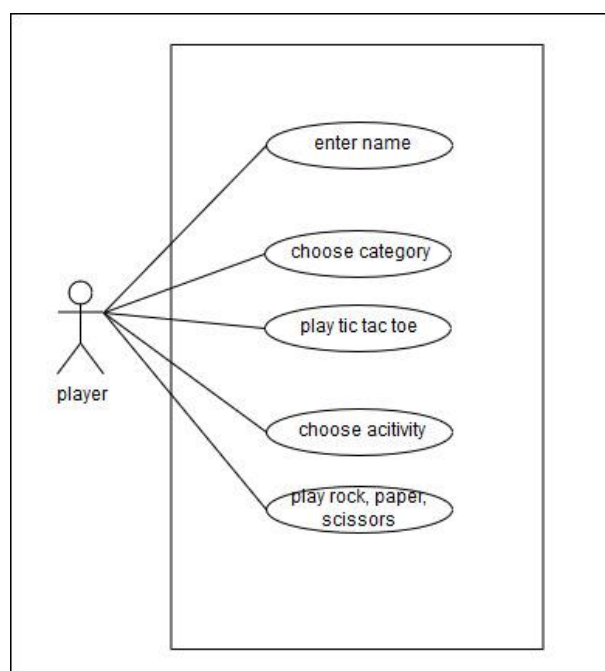 enter name
choose category
play tic tac toe
player
choose acitivity
play rock, paper,
scissors